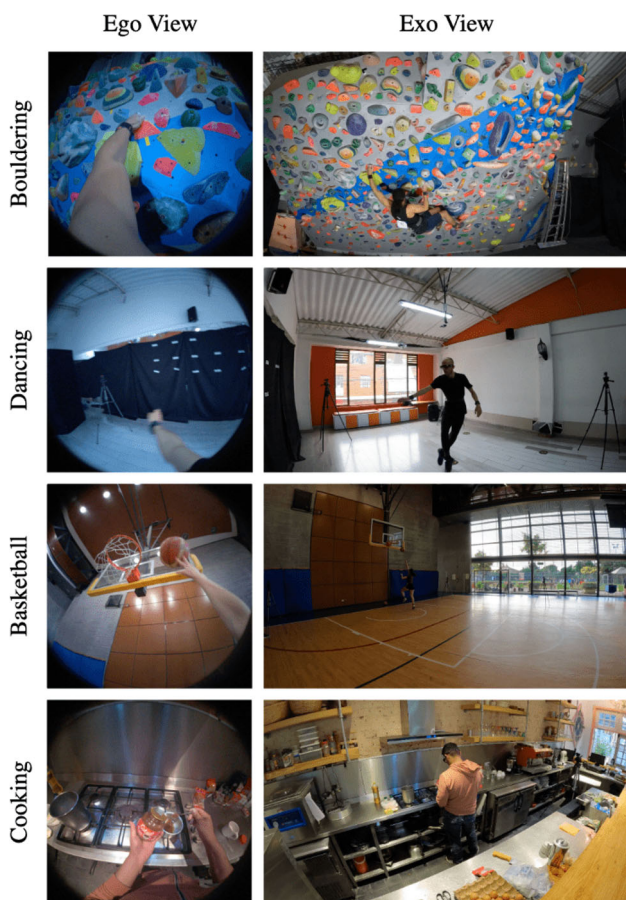 Ego View
Exo View
Bouldering
Dancing
Basketball
Cooking